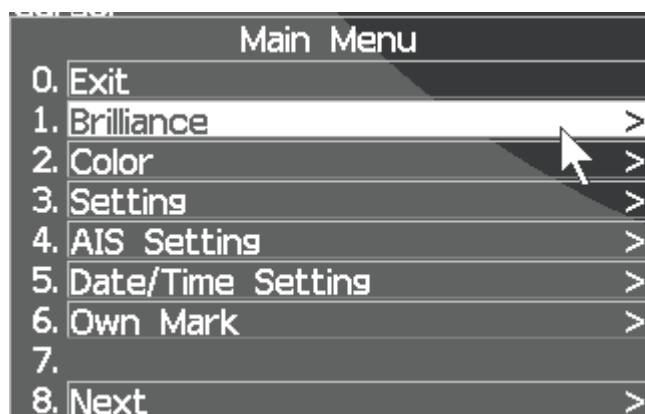 Main Menu
0. Exit
1. Brilliance >
2. Color >
3. Setting >
4. AIS Setting >
5. Date/Time Setting >
6. Own Mark >
7.
8. Next >